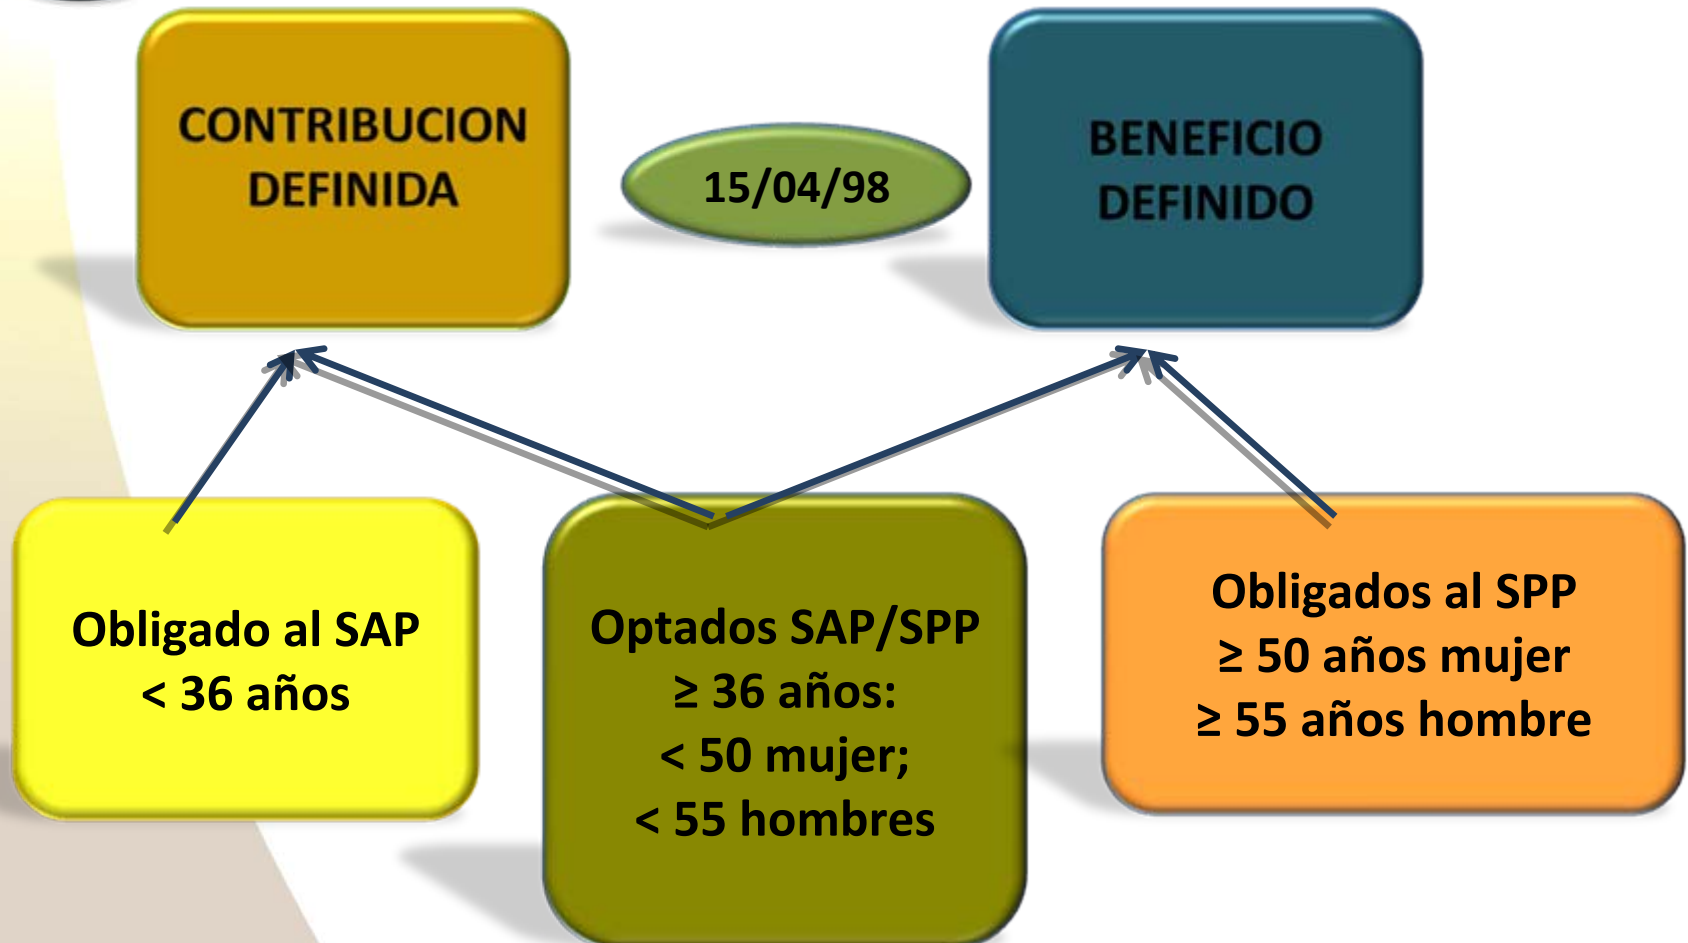 CONTRIBUCION
DEFINIDA
15/04/98
BENEFICIO
DEFINIDO
Obligado al SAP
< 36 años
Optados SAP/SPP
≥ 36 años:
< 50 mujer;
< 55 hombres
Obligados al SPP
≥ 50 años mujer
≥ 55 años hombre